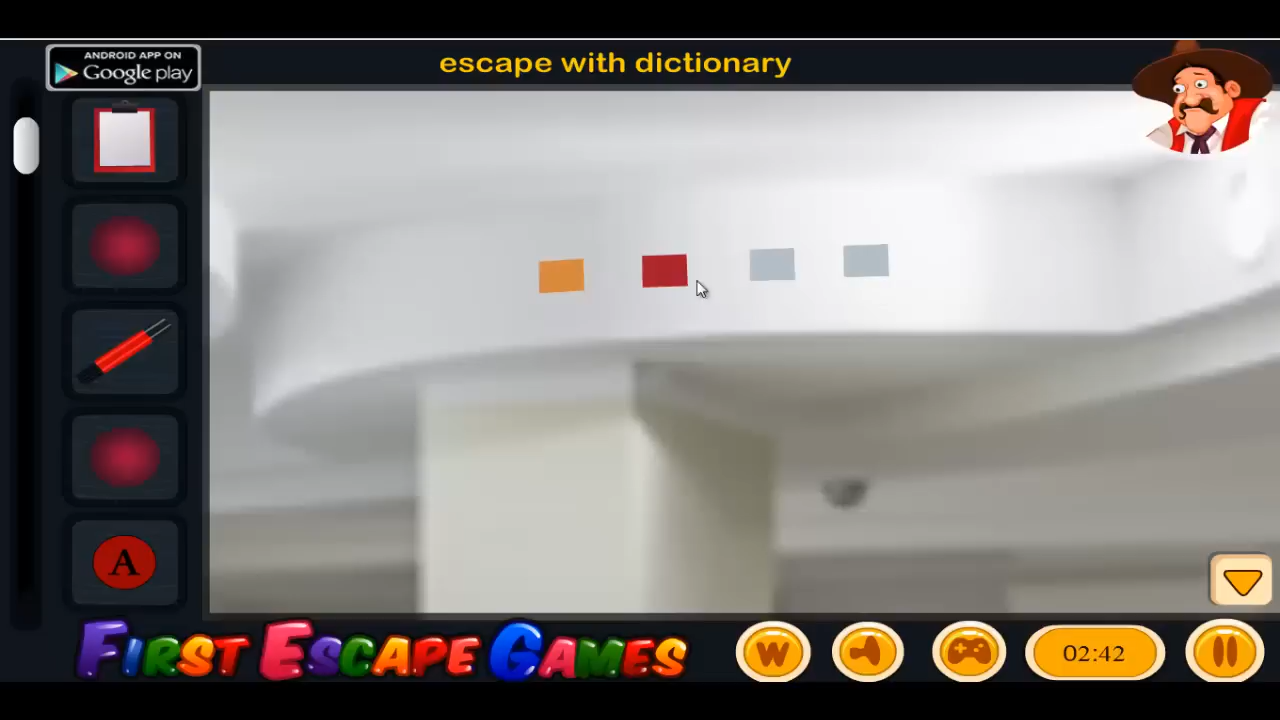 ANDROID APP ON
Google play
escape with dictionary
A
FIRST ESCAPE GAMES
W
02:42